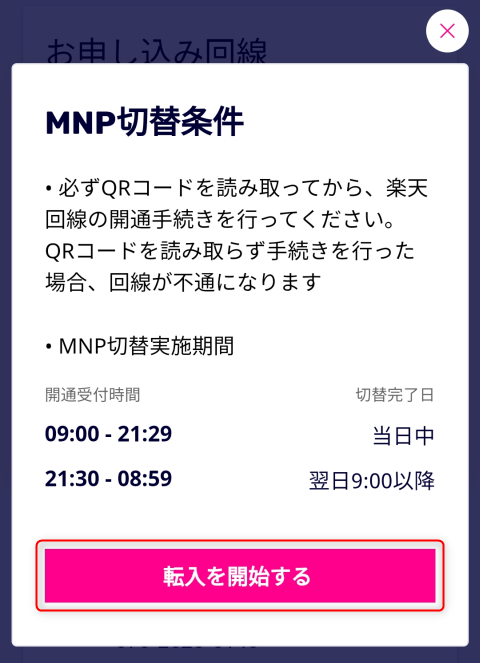 お申し込み回線
MNP切替条件
• 必ずQRコードを読み取ってから、楽天
回線の開通手続きを行ってください。
QRコードを読み取らず手続きを行った
場合、回線が不通になります
• MNP切替実施期間
開通受付時間 切替完了日
09:00 - 21:29 当日中
21:30 - 08:59 翌日9:00以降
転入を開始する